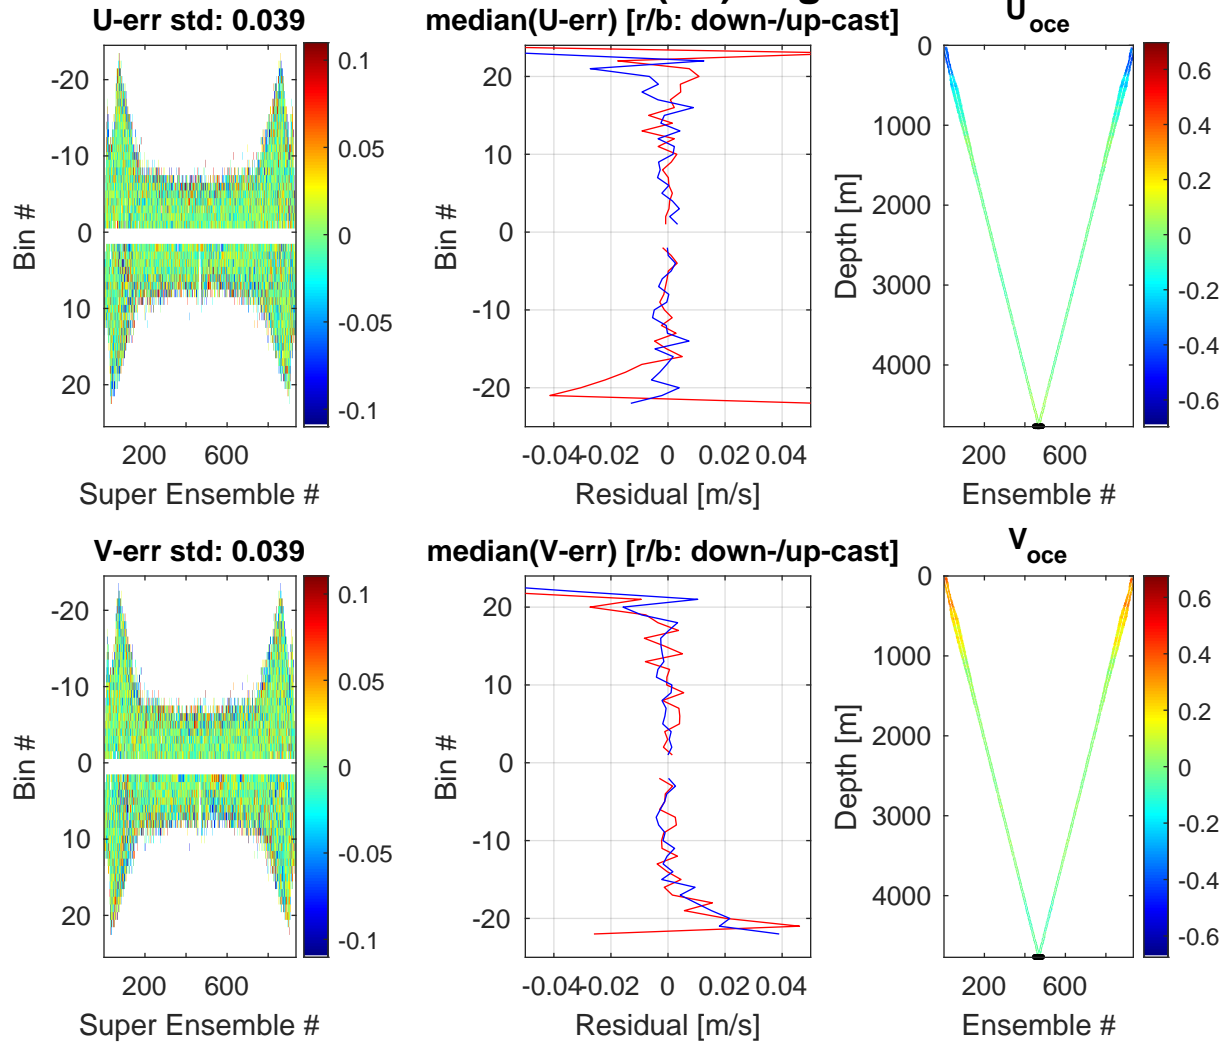 U-err std: 0.039
-20
-10
0
10
20
Bin #
200 600
Super Ensemble #
0.1
0.05
0
-0.05
-0.1
median(U-err) [r/b: down-/up-cast]
20
10
0
-10
-20
Bin #
-0.04 -0.02 0 0.02 0.04
Residual [m/s]
U_oce
0
1000
2000
3000
4000
Depth [m]
200 600
Ensemble #
0.6
0.4
0.2
0
-0.2
-0.4
-0.6
V-err std: 0.039
-20
-10
0
10
20
Bin #
200 600
Super Ensemble #
0.1
0.05
0
-0.05
-0.1
median(V-err) [r/b: down-/up-cast]
20
10
0
-10
-20
Bin #
-0.04 -0.02 0 0.02 0.04
Residual [m/s]
V_oce
0
1000
2000
3000
4000
Depth [m]
200 600
Ensemble #
0.6
0.4
0.2
0
-0.2
-0.4
-0.6